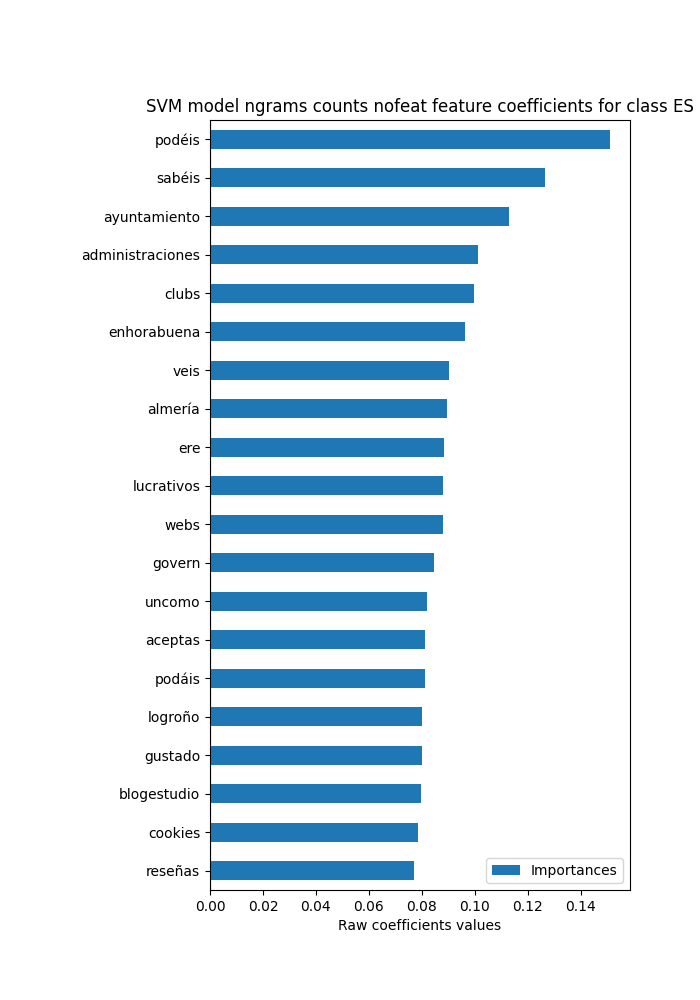 SVM model ngrams counts nofeat feature coefficients for class ES
podéis
sabéis
ayuntamiento
administraciones
clubs
enhorabuena
veis
almería
ere
lucrativos
webs
govern
uncomo
aceptas
podáis
logroño
gustado
blogestudio
cookies
reseñas
Importances
0.00 0.02 0.04 0.06 0.08 0.10 0.12 0.14
Raw coefficients values